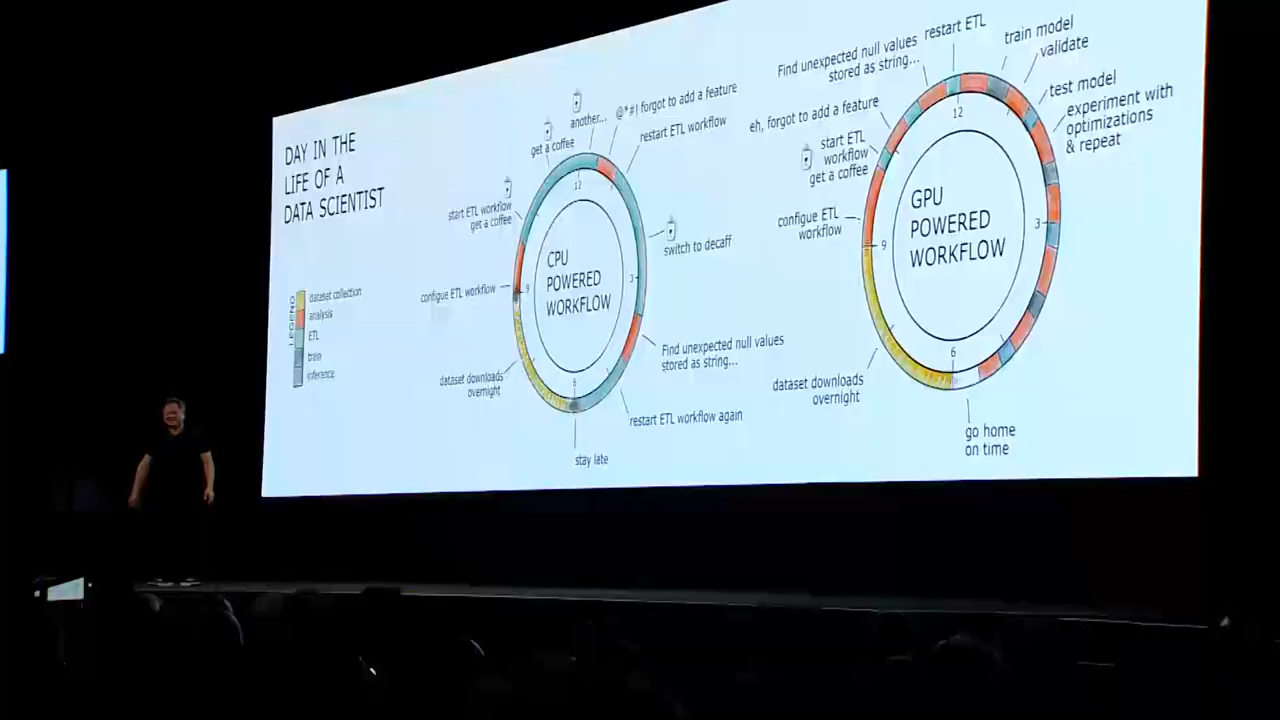 DAY IN THE
LIFE OF A
DATA SCIENTIST
LEGEND
dataset collection
analysis
ETL
train
inference
CPU
POWERED
WORKFLOW
12
3
6
9
another...
get a coffee
@*#! forgot to add a feature
restart ETL workflow
start ETL workflow
get a coffee
switch to decaff
configue ETL workflow
Find unexpected null values
stored as string...
dataset downloads
overnight
restart ETL workflow again
stay late
GPU
POWERED
WORKFLOW
12
3
6
9
restart ETL
train model
validate
Find unexpected null values
stored as string...
test model
experiment with
optimizations
& repeat
eh, forgot to add a feature
start ETL
workflow
get a coffee
configue ETL
workflow
dataset downloads
overnight
go home
on time